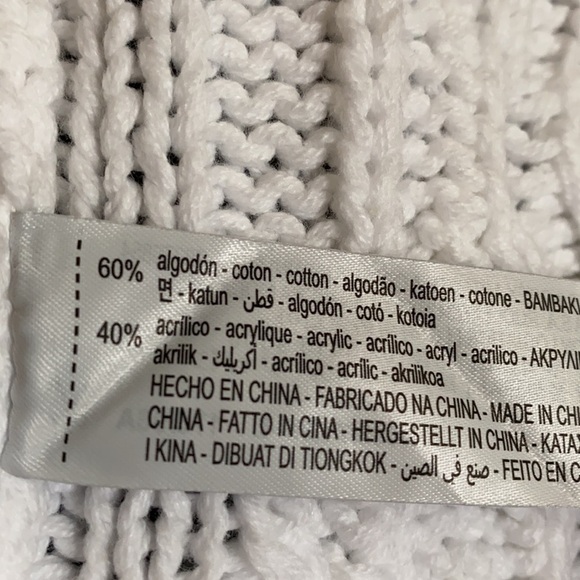 60% algodón - coton - cotton - algodão - katoen - cotone - BAMBAKI
면 - katun - قطن - algodón - cotó - kotoia
40% acrílico - acrylique - acrylic - acrílico - acryl - acrilico - ΑΚΡΥΛΙ
akrilik - أكريليك - acrílico - acrílic - akrilikoa
HECHO EN CHINA - FABRICADO NA CHINA - MADE IN CHI
CHINA - FATTO IN CINA - HERGESTELLT IN CHINA - ΚΑΤΑΣ
I KINA - DIBUAT DI TIONGKOK - صنع في الصين - FEITO EN C